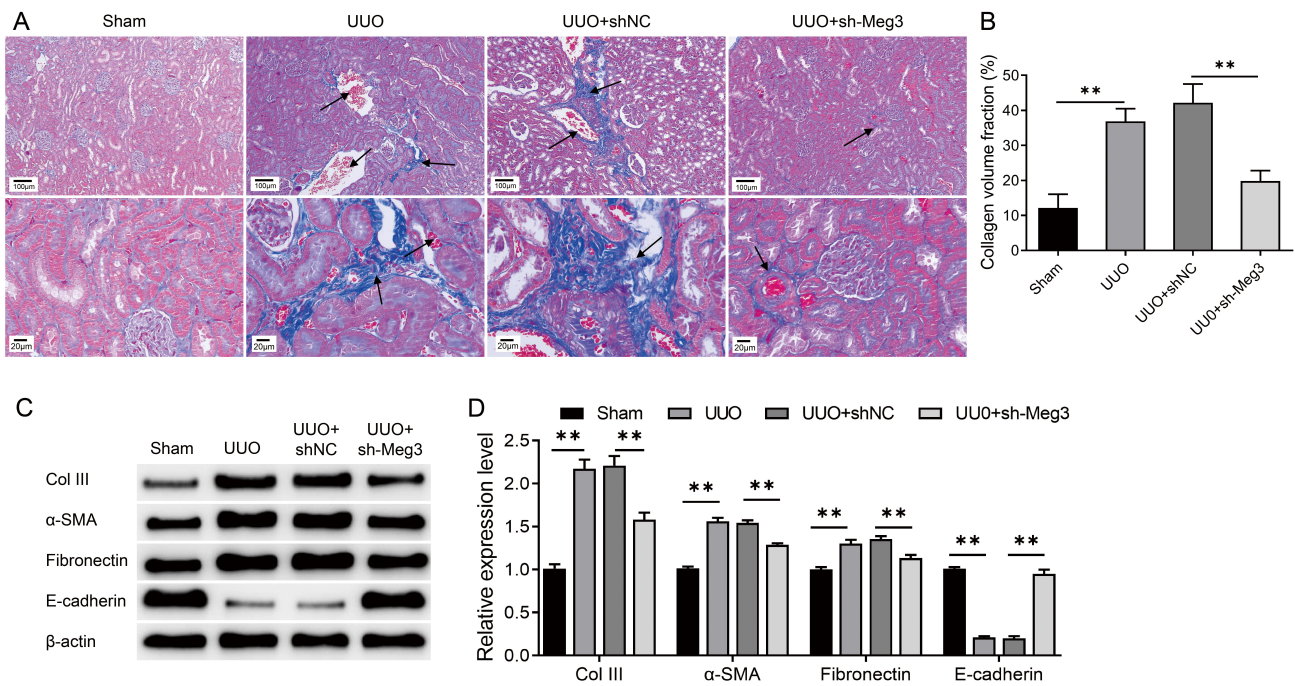 A
Sham
UUO
UUO+shNC
UUO+sh-Meg3
100μm
100μm
100μm
100μm
20μm
20μm
20μm
20μm
B
Collagen volume fraction (%)
50
40
30
20
10
0
**
**
Sham
UUO
UUO+shNC
UU0+sh-Meg3
C
Sham
UUO
UUO+
shNC
UUO+
sh-Meg3
Col III
α-SMA
Fibronectin
E-cadherin
β-actin
D
Sham
UUO
UUO+shNC
UU0+sh-Meg3
Relative expression level
2.5
2.0
1.5
1.0
0.5
0.0
**
**
**
**
**
**
**
**
Col III
α-SMA
Fibronectin
E-cadherin